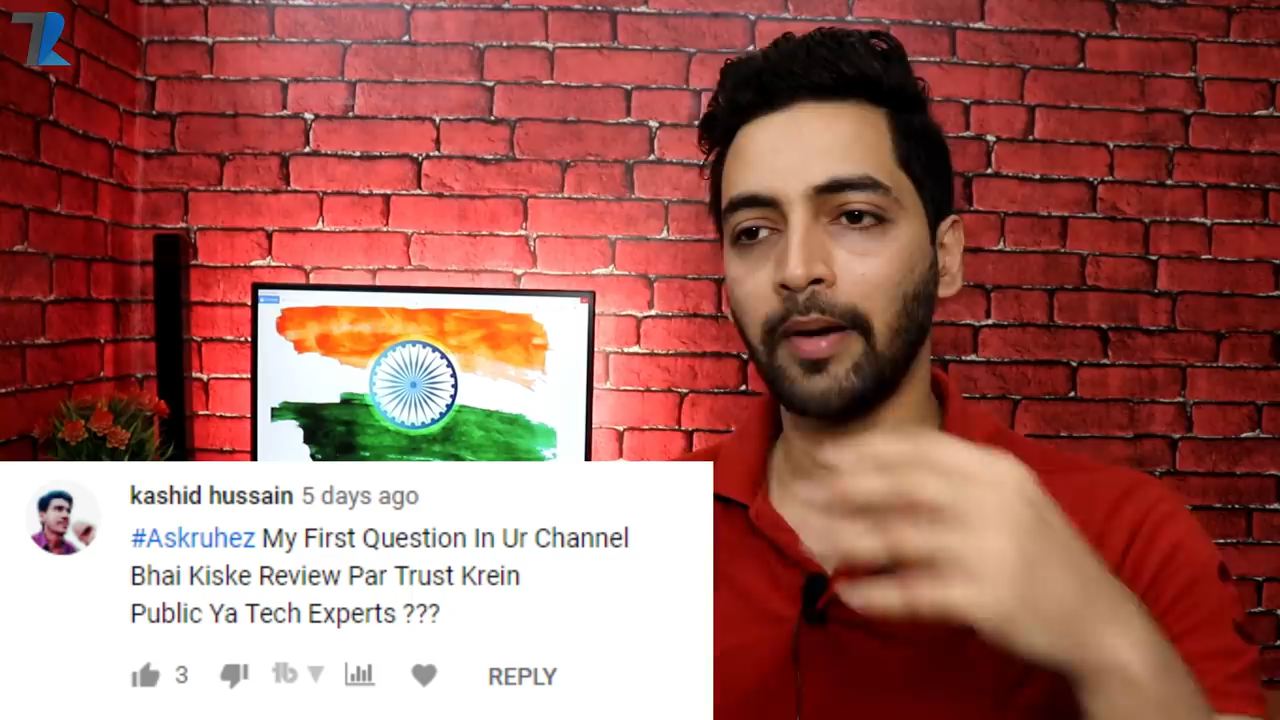 kashid hussain 5 days ago
#Askruhez My First Question In Ur Channel
Bhai Kiske Review Par Trust Krein
Public Ya Tech Experts ???
3
REPLY